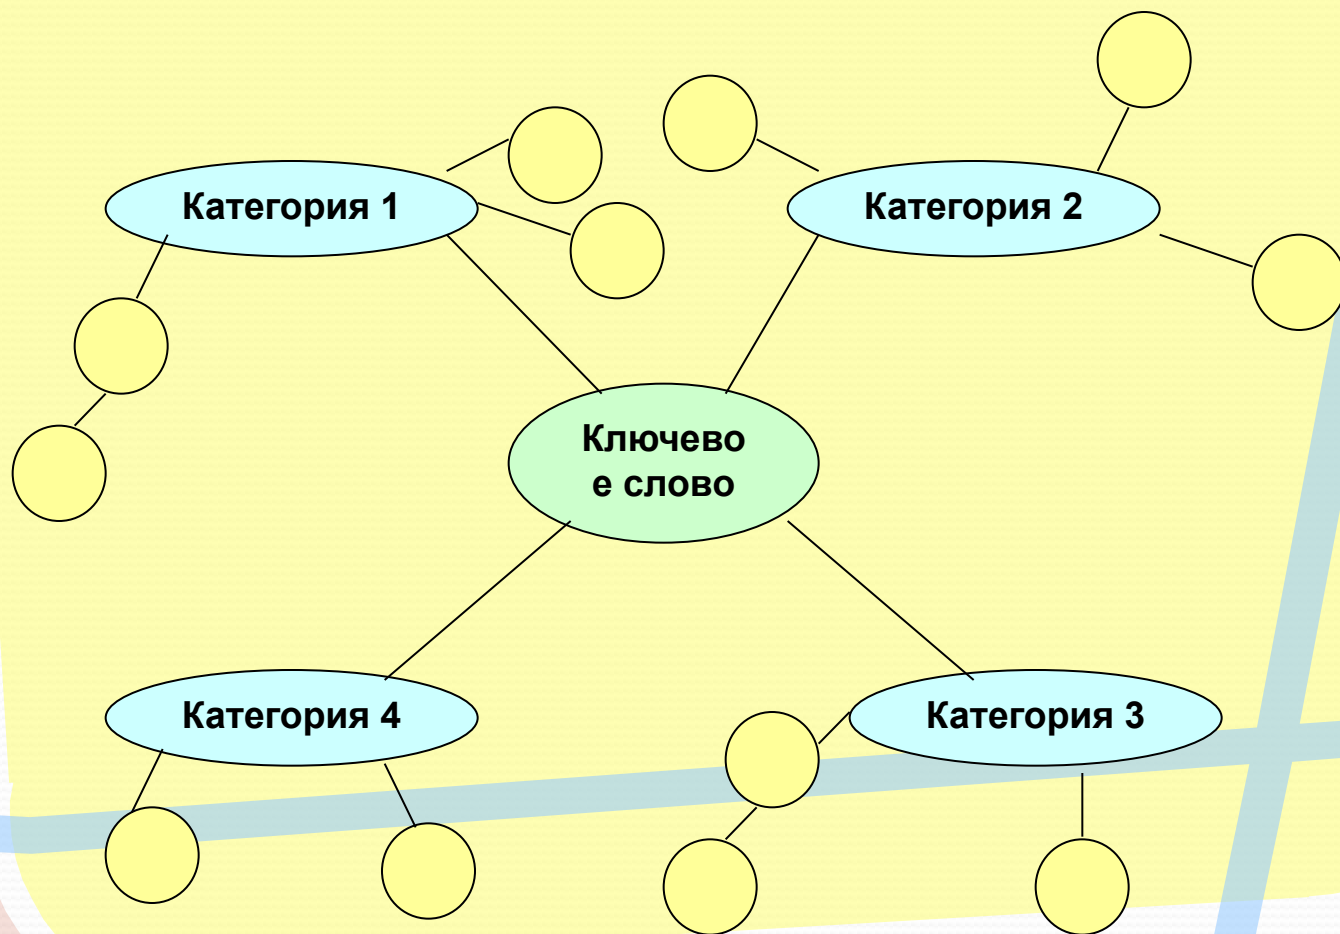 Категория 1
Категория 2
Ключево
е слово
Категория 4
Категория 3